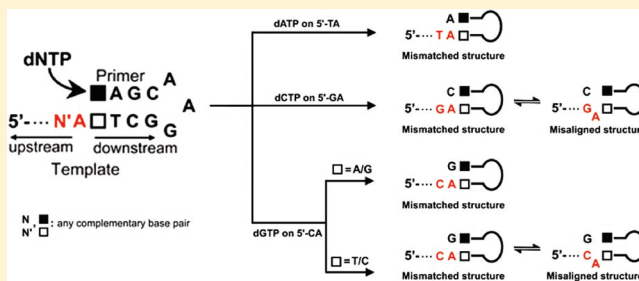 dNTP
Primer
A G C A
A
5'-···· N' A T C G G
upstream downstream
Template
N
N' : any complementary base pair
dATP on 5'-TA
A
5'-···· T A
Mismatched structure
dCTP on 5'-GA
C
5'-···· G A
Mismatched structure
C
5'-···· G
A
Misaligned structure
dGTP on 5'-CA
□ = A/G
G
5'-···· C A
Mismatched structure
□ = T/C
G
5'-···· C A
Mismatched structure
G
5'-···· C
A
Misaligned structure